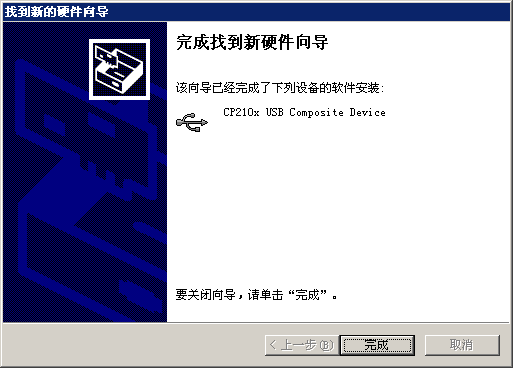 找到新的硬件向导
完成找到新硬件向导
该向导已经完成了下列设备的软件安装:
CP210x USB Composite Device
要关闭向导，请单击“完成”。
< 上一步(B)
完成
取消